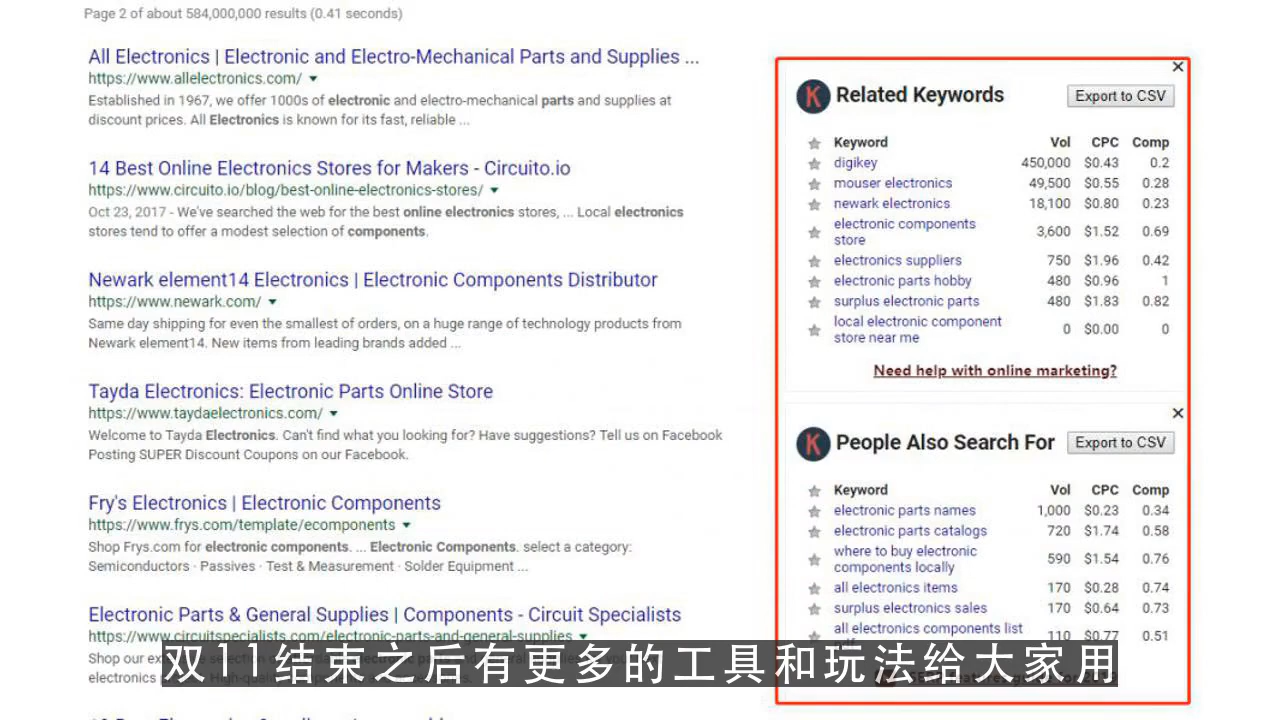 Page 2 of about 584,000,000 results (0.41 seconds)
All Electronics | Electronic and Electro-Mechanical Parts and Supplies ...
https://www.allelectronics.com/
Established in 1967, we offer 1000s of electronic and electro-mechanical parts and supplies at
discount prices. All Electronics is known for its fast, reliable ...
14 Best Online Electronics Stores for Makers - Circuito.io
https://www.circuito.io/blog/best-online-electronics-stores/
Oct 23, 2017 - We've searched the web for the best online electronics stores, ... Local electronics
stores tend to offer a modest selection of components.
Newark element14 Electronics | Electronic Components Distributor
https://www.newark.com/
Same day shipping for even the smallest of orders, on a huge range of technology products from
Newark element14. New items from leading brands added ...
Tayda Electronics: Electronic Parts Online Store
https://www.taydaelectronics.com/
Welcome to Tayda Electronics. Can't find what you looking for? Have suggestions? Tell us on Facebook
Posting SUPER Discount Coupons on our Facebook.
Fry's Electronics | Electronic Components
https://www.frys.com/template/ecomponents
Shop Frys.com for electronic components. ... Electronic Components. select a category:
Semiconductors · Passives · Test & Measurement · Solder Equipment ...
Electronic Parts & General Supplies | Components - Circuit Specialists
https://www.circuitspecialists.com/electronic-parts-and-general-supplies
Shop our
K Related Keywords Export to CSV
Keyword Vol CPC Comp
digikey 450,000 $0.43 0.2
mouser electronics 49,500 $0.55 0.28
newark electronics 18,100 $0.80 0.23
electronic components
store 3,600 $1.52 0.69
electronics suppliers 750 $1.96 0.42
electronic parts hobby 480 $0.96 1
surplus electronic parts 480 $1.83 0.82
local electronic component
store near me 0 $0.00 0
Need help with online marketing?
K People Also Search For Export to CSV
Keyword Vol CPC Comp
electronic parts names 1,000 $0.23 0.34
electronic parts catalogs 720 $1.74 0.58
where to buy electronic
components locally 590 $1.54 0.76
all electronics items 170 $0.28 0.74
surplus electronics sales 170 $0.64 0.73
all electronics components list
110 $0.77 0.51
双11结束之后有更多的工具和玩法给大家用